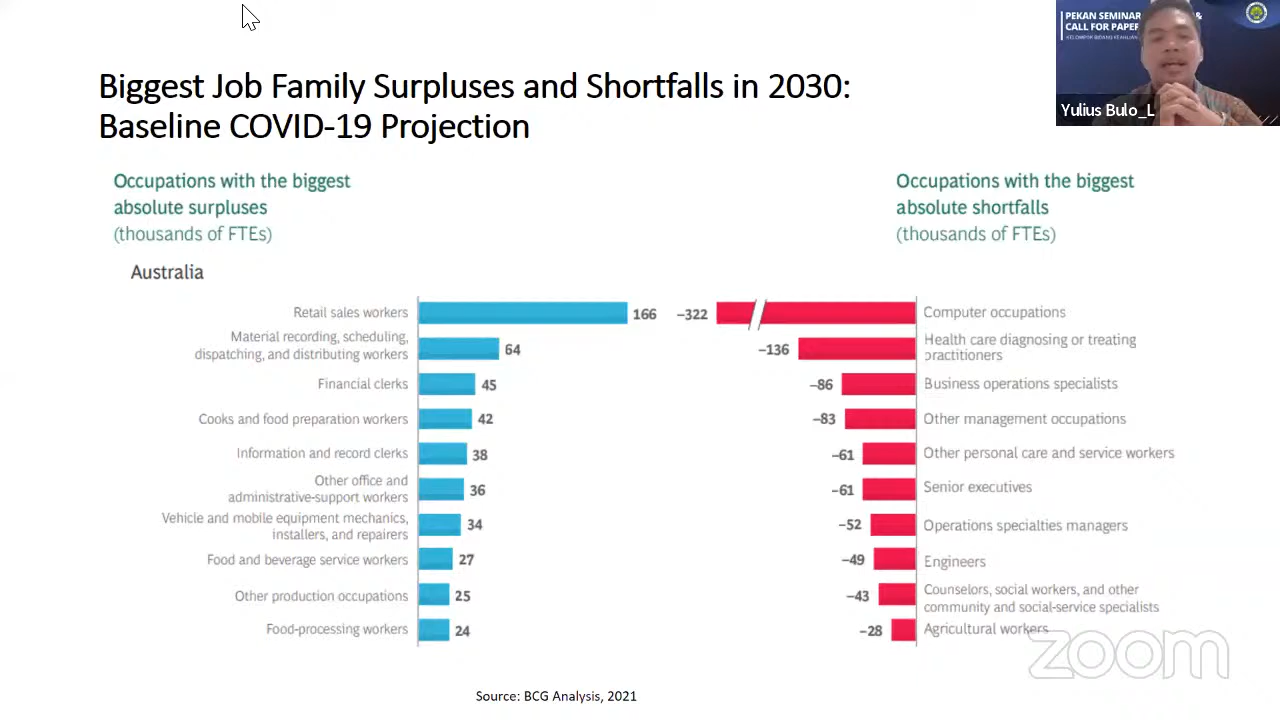 Biggest Job Family Surpluses and Shortfalls in 2030:
Baseline COVID-19 Projection
PEKAN SEMINAR
&
CALL FOR PAPER
Yulius Bulo_L
Occupations with the biggest
absolute surpluses
(thousands of FTEs)
Occupations with the biggest
absolute shortfalls
(thousands of FTEs)
Australia
Retail sales workers 166
Material recording, scheduling,
dispatching, and distributing workers 64
Financial clerks 45
Cooks and food preparation workers 42
Information and record clerks 38
Other office and
administrative-support workers 36
Vehicle and mobile equipment mechanics,
installers, and repairers 34
Food and beverage service workers 27
Other production occupations 25
Food-processing workers 24
−322 Computer occupations
−136 Health care diagnosing or treating
practitioners
−86 Business operations specialists
−83 Other management occupations
−61 Other personal care and service workers
−61 Senior executives
−52 Operations specialties managers
−49 Engineers
−43 Counselors, social workers, and other
community and social-service specialists
−28 Agricultural workers
zoom
Source: BCG Analysis, 2021